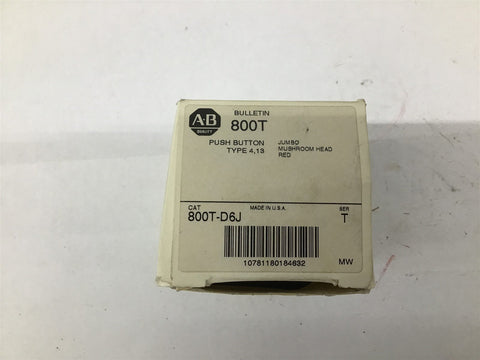 A-B
QUALITY
BULLETIN
800T
PUSH BUTTON
TYPE 4,13
JUMBO
MUSHROOM HEAD
RED
CAT
800T-D6J
MADE IN U.S.A.
SER
T
10781180184632
MW